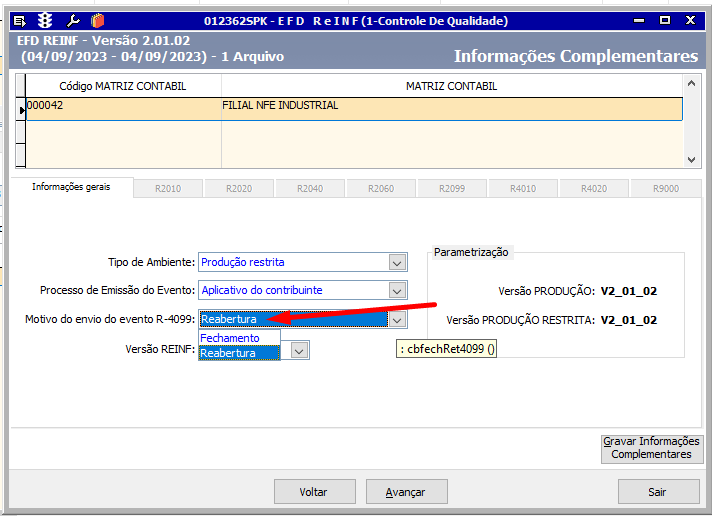 012362SPK - E F D R e I N F (1-Controle De Qualidade)
EFD REINF - Versão 2.01.02
(04/09/2023 - 04/09/2023) - 1 Arquivo
Informações Complementares
Código MATRIZ CONTABIL MATRIZ CONTABIL
000042 FILIAL NFE INDUSTRIAL
Informações gerais R2010 R2020 R2040 R2060 R2099 R4010 R4020 R9000
Tipo de Ambiente: Produção restrita
Parametrização
Processo de Emissão do Evento: Aplicativo do contribuinte
Versão PRODUÇÃO: V2_01_02
Motivo do envio do evento R-4099: Reabertura
Versão PRODUÇÃO RESTRITA: V2_01_02
Fechamento
Reabertura
Versão REINF:
: cbfechRet4099 ()
Gravar Informações
Complementares
Voltar Avançar Sair